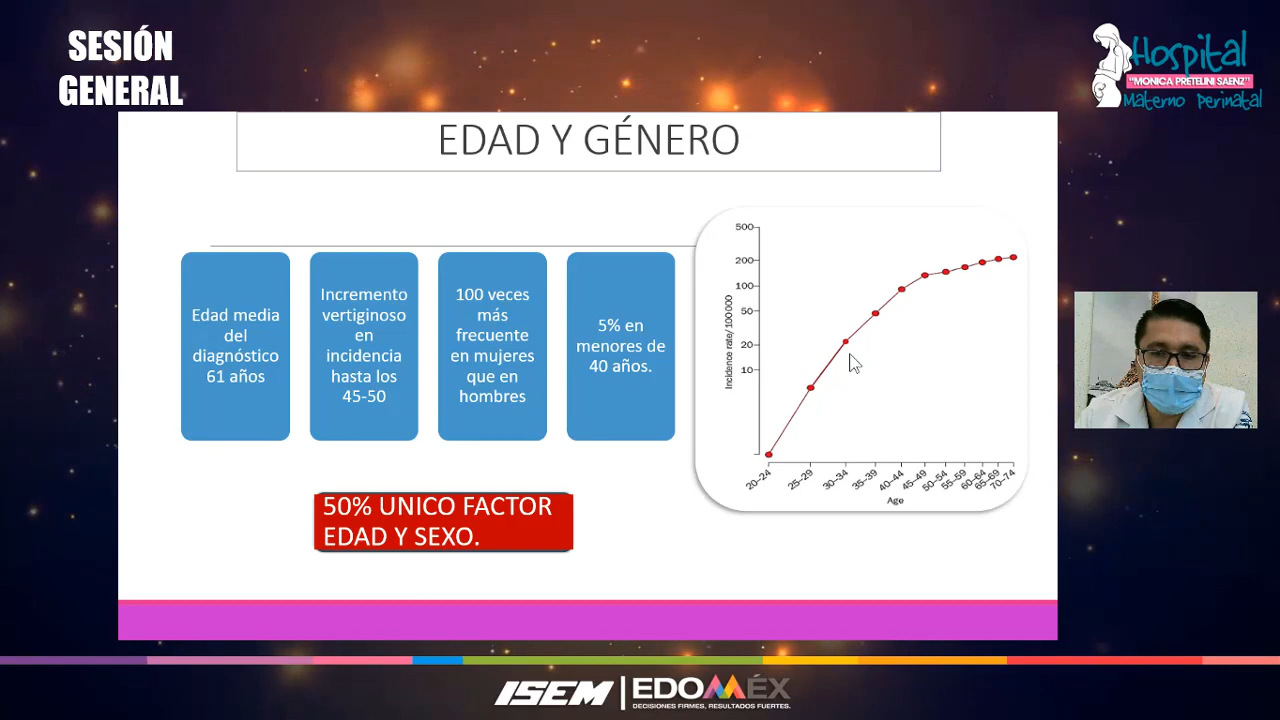 SESIÓN
GENERAL
Hospital
"MONICA PRETELINI SAENZ"
Materno perinatal
EDAD Y GÉNERO
Edad media
del
diagnóstico
61 años
Incremento
vertiginoso
en
incidencia
hasta los
45-50
100 veces
más
frecuente
en mujeres
que en
hombres
5% en
menores de
40 años.
500
200
100
50
20
10
Incidence rate/100 000
20–24
25–29
30–34
35–39
40–44
45–49
50–54
55–59
60–64
65–69
70–74
Age
50% UNICO FACTOR
EDAD Y SEXO.
ISEM
EDOMÉX
DECISIONES FIRMES, RESULTADOS FUERTES.